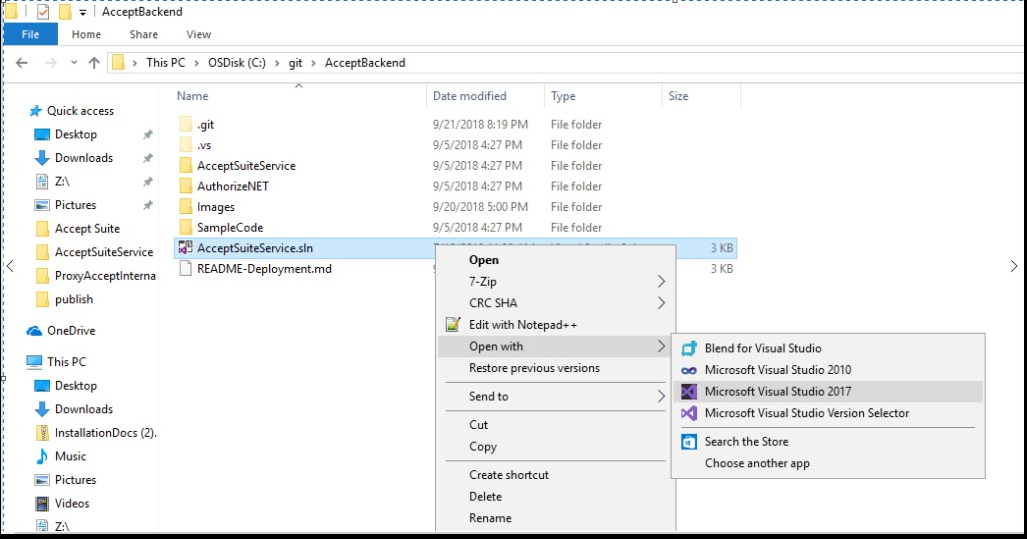 AcceptBackend
File Home Share View
This PC OSDisk (C:) git AcceptBackend
Name Date modified Type Size
Quick access
Desktop
Downloads
Z:\
Pictures
Accept Suite
AcceptSuiteService
ProxyAcceptInterna
publish
OneDrive
This PC
Desktop
Downloads
InstallationDocs (2).
Music
Pictures
Videos
Z:\
.git 9/21/2018 8:19 PM File folder
.vs 9/5/2018 4:27 PM File folder
AcceptSuiteService 9/5/2018 4:27 PM File folder
AuthorizeNET 9/5/2018 4:27 PM File folder
Images 9/20/2018 5:00 PM File folder
SampleCode 9/5/2018 4:27 PM File folder
AcceptSuiteService.sln 3 KB
README-Deployment.md 3 KB
Open
7-Zip
CRC SHA
Edit with Notepad++
Open with
Restore previous versions
Send to
Cut
Copy
Create shortcut
Delete
Rename
Blend for Visual Studio
Microsoft Visual Studio 2010
Microsoft Visual Studio 2017
Microsoft Visual Studio Version Selector
Search the Store
Choose another app